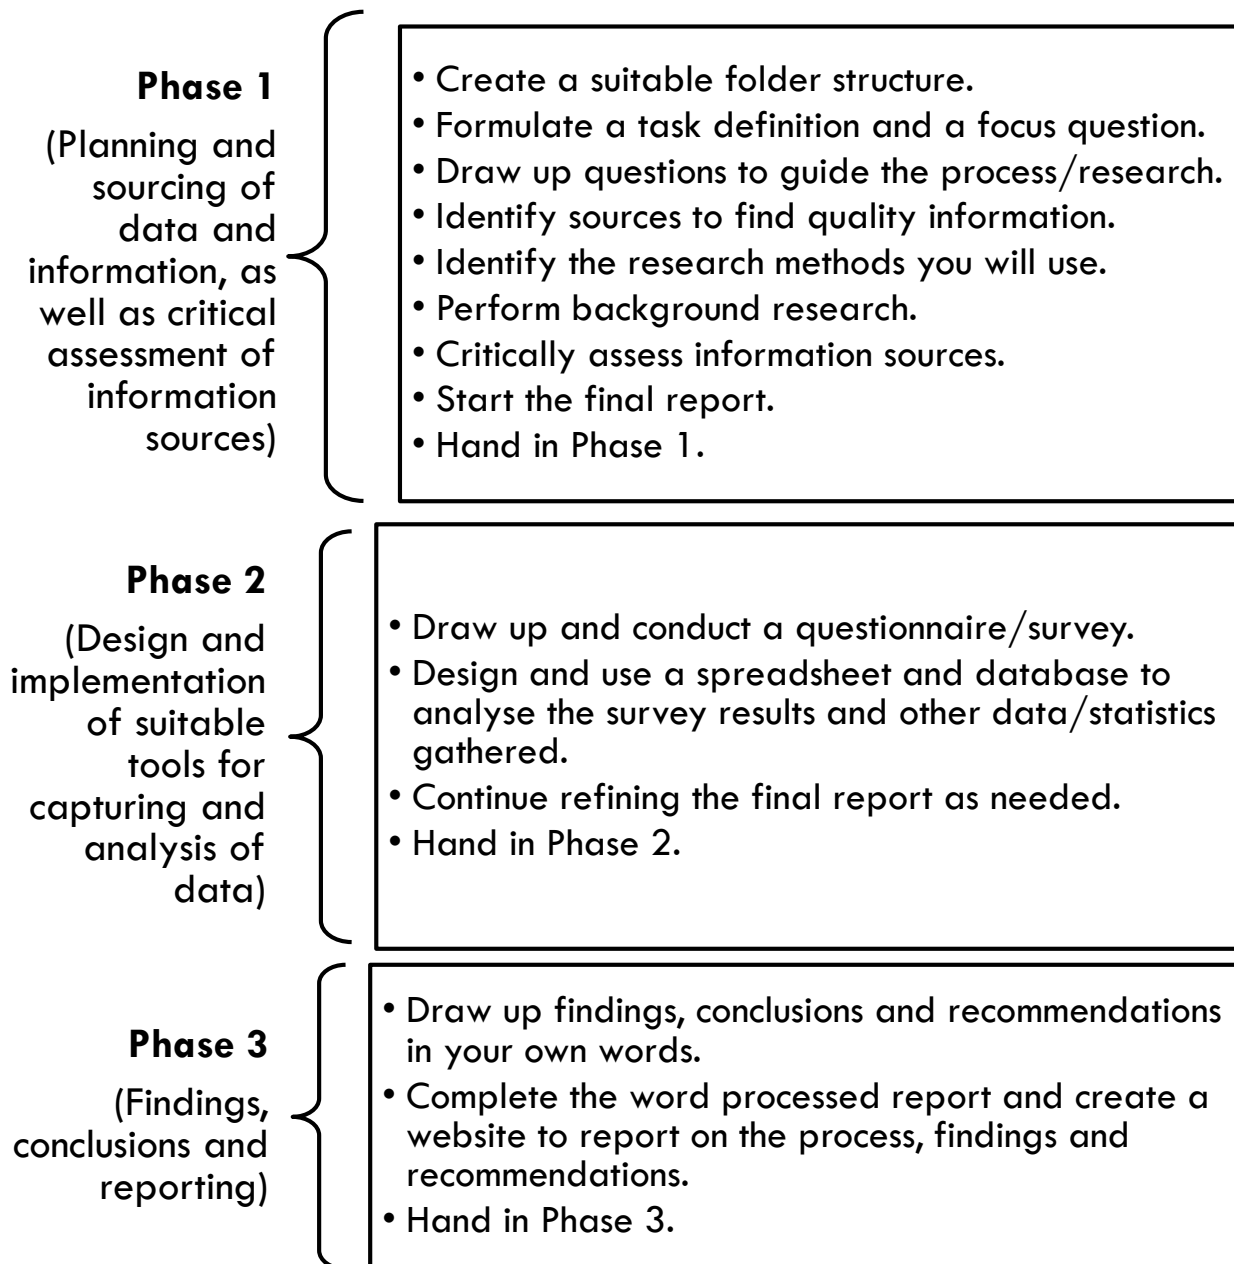 Phase 1
(Planning and
sourcing of
data and
information, as
well as critical
assessment of
information
sources)
• Create a suitable folder structure.
• Formulate a task definition and a focus question.
• Draw up questions to guide the process/research.
• Identify sources to find quality information.
• Identify the research methods you will use.
• Perform background research.
• Critically assess information sources.
• Start the final report.
• Hand in Phase 1.
Phase 2
(Design and
implementation
of suitable
tools for
capturing and
analysis of
data)
• Draw up and conduct a questionnaire/survey.
• Design and use a spreadsheet and database to
analyse the survey results and other data/statistics
gathered.
• Continue refining the final report as needed.
• Hand in Phase 2.
Phase 3
(Findings,
conclusions and
reporting)
• Draw up findings, conclusions and recommendations
in your own words.
• Complete the word processed report and create a
website to report on the process, findings and
recommendations.
• Hand in Phase 3.